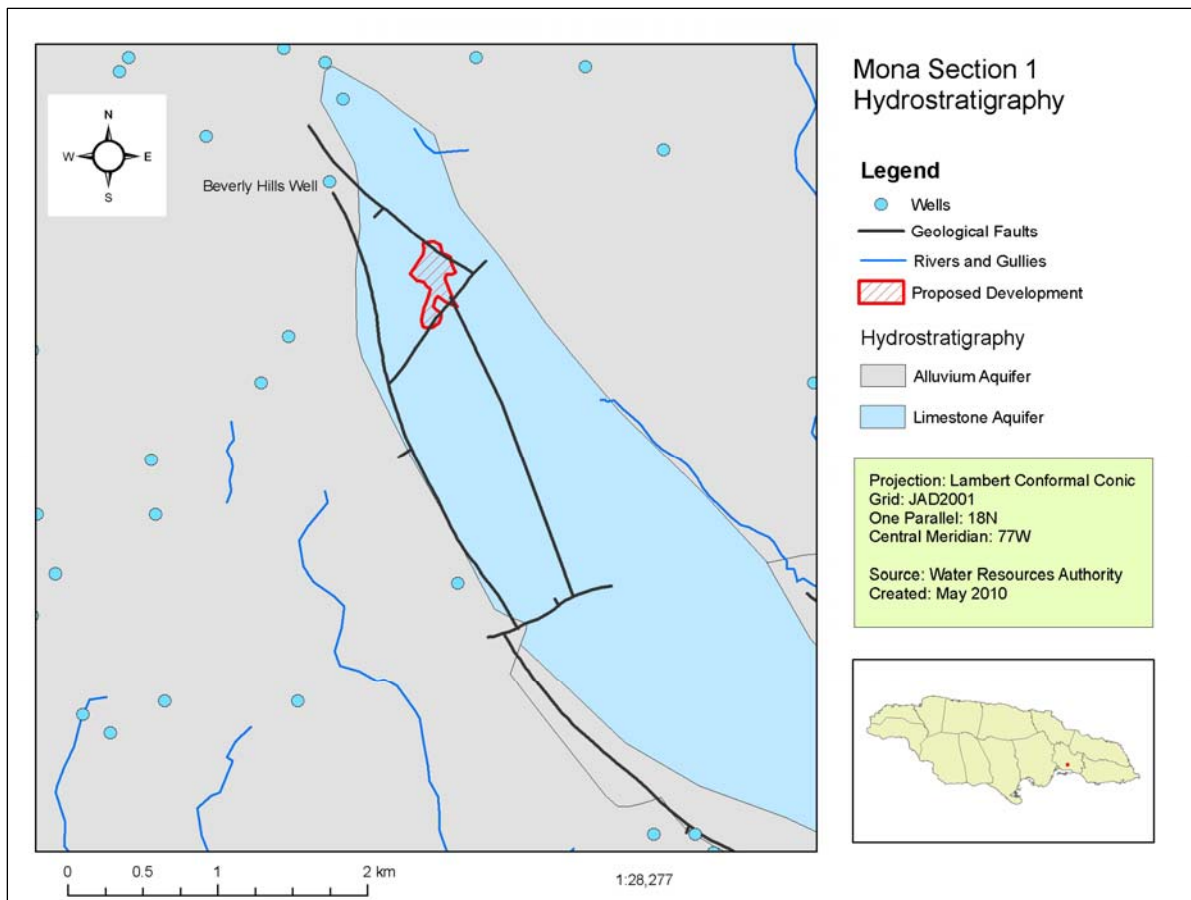 Mona Section 1
Hydrostratigraphy
N
W E
S
Beverly Hills Well
Legend
Wells
Geological Faults
Rivers and Gullies
Proposed Development
Hydrostratigraphy
Alluvium Aquifer
Limestone Aquifer
Projection: Lambert Conformal Conic
Grid: JAD2001
One Parallel: 18N
Central Meridian: 77W
Source: Water Resources Authority
Created: May 2010
0 0.5 1 2 km
1:28,277